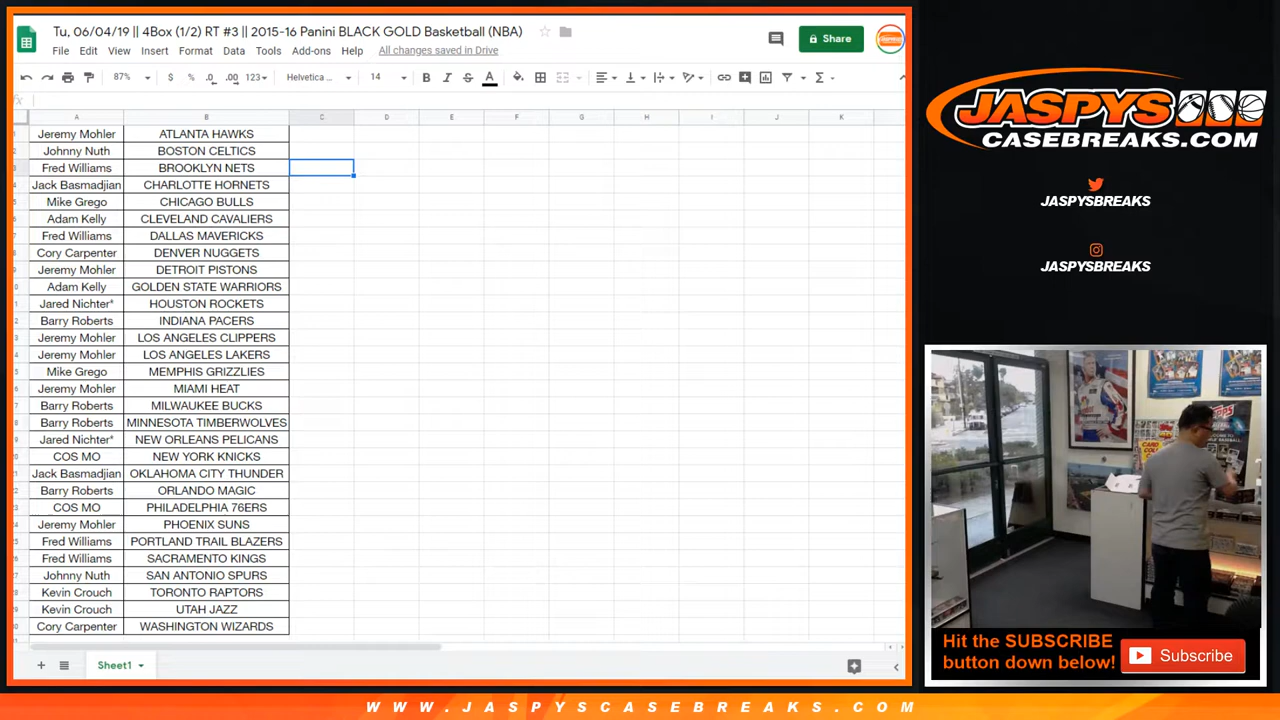 Tu, 06/04/19 || 4Box (1/2) RT #3 || 2015-16 Panini BLACK GOLD Basketball (NBA)
File Edit View Insert Format Data Tools Add-ons Help All changes saved in Drive
Share
87% $ % .0 .00 123 Helvetica ... 14 B I S A
A B C D E F G H I J K
Jeremy Mohler ATLANTA HAWKS
Johnny Nuth BOSTON CELTICS
Fred Williams BROOKLYN NETS
Jack Basmadjian CHARLOTTE HORNETS
Mike Grego CHICAGO BULLS
Adam Kelly CLEVELAND CAVALIERS
Fred Williams DALLAS MAVERICKS
Cory Carpenter DENVER NUGGETS
Jeremy Mohler DETROIT PISTONS
Adam Kelly GOLDEN STATE WARRIORS
Jared Nichter* HOUSTON ROCKETS
Barry Roberts INDIANA PACERS
Jeremy Mohler LOS ANGELES CLIPPERS
Jeremy Mohler LOS ANGELES LAKERS
Mike Grego MEMPHIS GRIZZLIES
Jeremy Mohler MIAMI HEAT
Barry Roberts MILWAUKEE BUCKS
Barry Roberts MINNESOTA TIMBERWOLVES
Jared Nichter* NEW ORLEANS PELICANS
COS MO NEW YORK KNICKS
Jack Basmadjian OKLAHOMA CITY THUNDER
Barry Roberts ORLANDO MAGIC
COS MO PHILADELPHIA 76ERS
Jeremy Mohler PHOENIX SUNS
Fred Williams PORTLAND TRAIL BLAZERS
Fred Williams SACRAMENTO KINGS
Johnny Nuth SAN ANTONIO SPURS
Kevin Crouch TORONTO RAPTORS
Kevin Crouch UTAH JAZZ
Cory Carpenter WASHINGTON WIZARDS
Sheet1
JASPYS
CASEBREAKS.COM
JASPYSBREAKS
JASPYSBREAKS
Hit the SUBSCRIBE
button down below!
Subscribe
WWW.JASPYSCASEBREAKS.COM